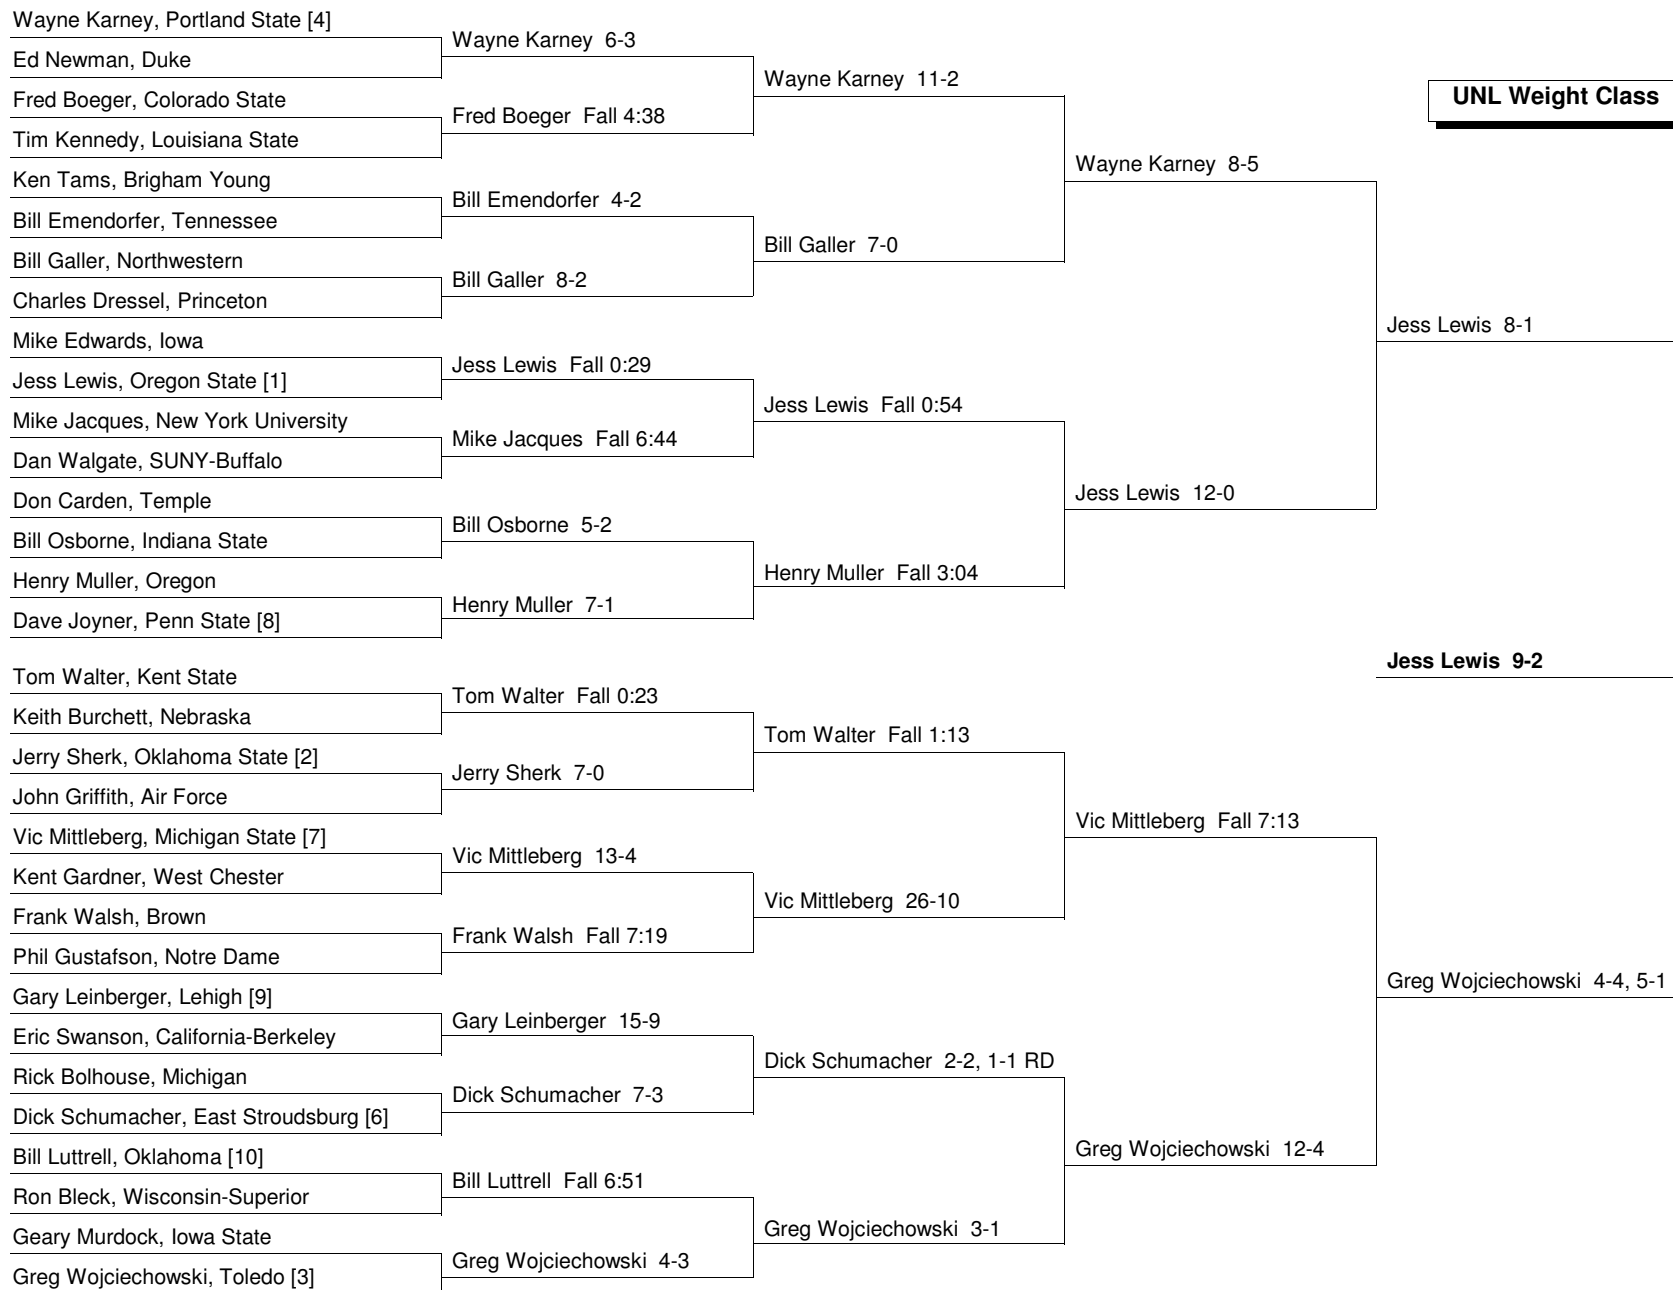 Wayne Karney, Portland State [4]
Ed Newman, Duke
Fred Boeger, Colorado State
Tim Kennedy, Louisiana State
Ken Tams, Brigham Young
Bill Emendorfer, Tennessee
Bill Galler, Northwestern
Charles Dressel, Princeton
Mike Edwards, Iowa
Jess Lewis, Oregon State [1]
Mike Jacques, New York University
Dan Walgate, SUNY-Buffalo
Don Carden, Temple
Bill Osborne, Indiana State
Henry Muller, Oregon
Dave Joyner, Penn State [8]
Tom Walter, Kent State
Keith Burchett, Nebraska
Jerry Sherk, Oklahoma State [2]
John Griffith, Air Force
Vic Mittleberg, Michigan State [7]
Kent Gardner, West Chester
Frank Walsh, Brown
Phil Gustafson, Notre Dame
Gary Leinberger, Lehigh [9]
Eric Swanson, California-Berkeley
Rick Bolhouse, Michigan
Dick Schumacher, East Stroudsburg [6]
Bill Luttrell, Oklahoma [10]
Ron Bleck, Wisconsin-Superior
Geary Murdock, Iowa State
Greg Wojciechowski, Toledo [3]
Wayne Karney 6-3
Fred Boeger Fall 4:38
Bill Emendorfer 4-2
Bill Galler 8-2
Jess Lewis Fall 0:29
Mike Jacques Fall 6:44
Bill Osborne 5-2
Henry Muller 7-1
Tom Walter Fall 0:23
Jerry Sherk 7-0
Vic Mittleberg 13-4
Frank Walsh Fall 7:19
Gary Leinberger 15-9
Dick Schumacher 7-3
Bill Luttrell Fall 6:51
Greg Wojciechowski 4-3
Wayne Karney 11-2
Bill Galler 7-0
Jess Lewis Fall 0:54
Henry Muller Fall 3:04
Tom Walter Fall 1:13
Vic Mittleberg 26-10
Dick Schumacher 2-2, 1-1 RD
Greg Wojciechowski 3-1
Wayne Karney 8-5
Jess Lewis 12-0
Vic Mittleberg Fall 7:13
Greg Wojciechowski 12-4
UNL Weight Class
Jess Lewis 8-1
Jess Lewis 9-2
Greg Wojciechowski 4-4, 5-1